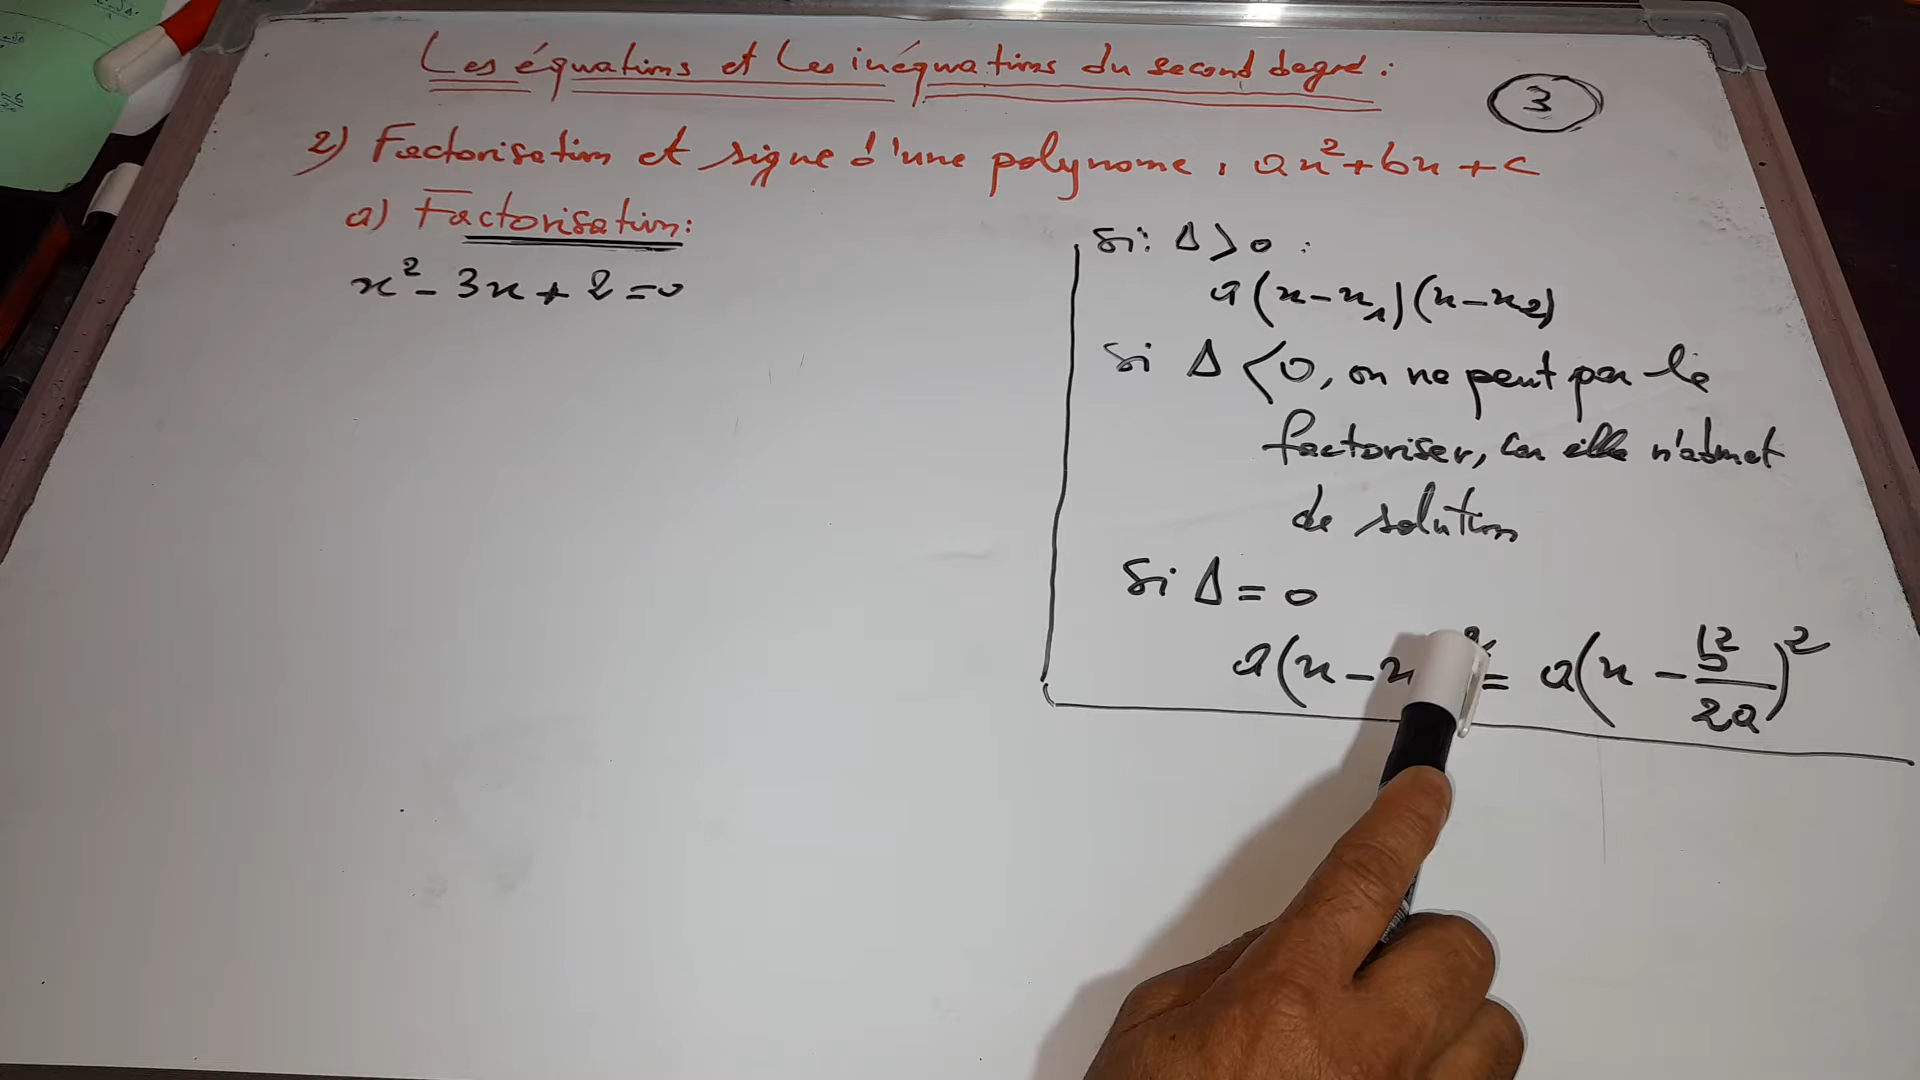 Les équations et Les inéquations du second degré :
3
2) Factorisation et signe d'une polynome : ax²+bx+c
a) Factorisation:
x² - 3x + 2 = 0
Si: Δ > 0 :
a(x-x₁)(x-x₂)
Si Δ < 0, on ne peut pas le
factoriser, car elle n'admet
de solution
Si Δ = 0
a(x-x = a(x - b²/2a)²